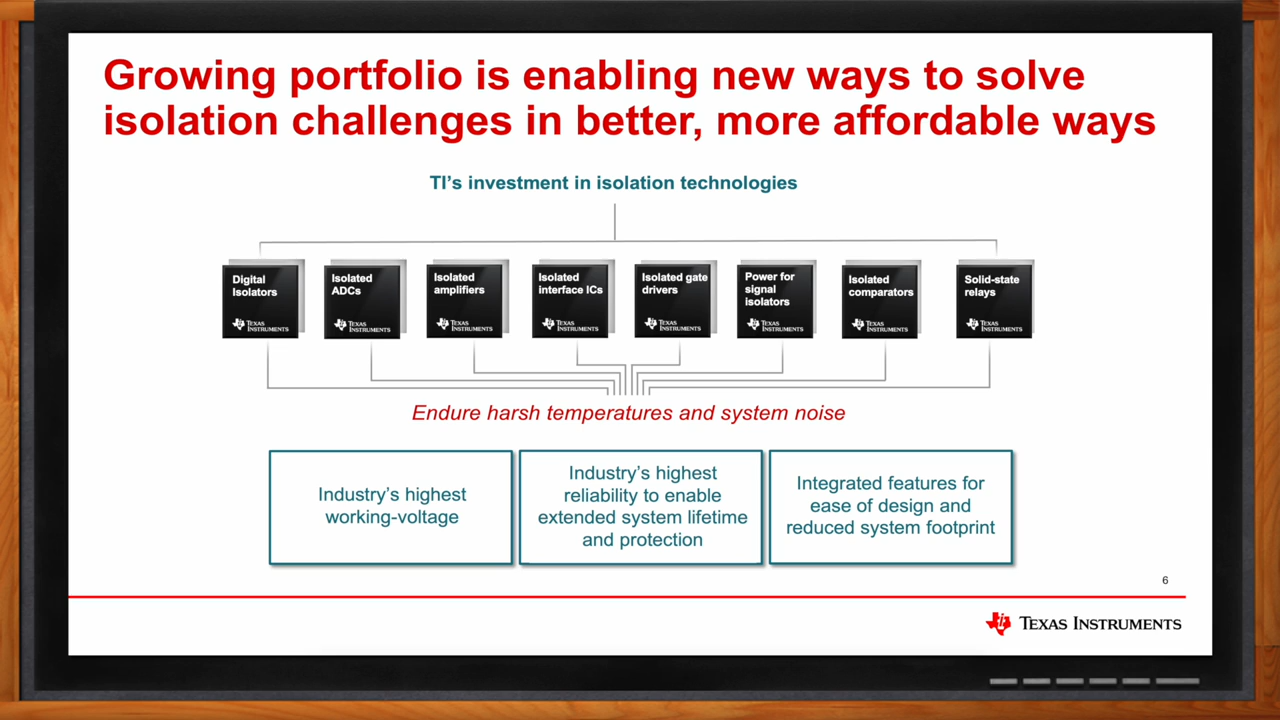 Growing portfolio is enabling new ways to solve
isolation challenges in better, more affordable ways
TI's investment in isolation technologies
Digital
Isolators
TEXAS
INSTRUMENTS
Isolated
ADCs
TEXAS
INSTRUMENTS
Isolated
amplifiers
TEXAS
INSTRUMENTS
Isolated
interface ICs
TEXAS
INSTRUMENTS
Isolated gate
drivers
TEXAS
INSTRUMENTS
Power for
signal
isolators
TEXAS
INSTRUMENTS
Isolated
comparators
TEXAS
INSTRUMENTS
Solid-state
relays
TEXAS
INSTRUMENTS
Endure harsh temperatures and system noise
Industry's highest
working-voltage
Industry's highest
reliability to enable
extended system lifetime
and protection
Integrated features for
ease of design and
reduced system footprint
6
TEXAS INSTRUMENTS